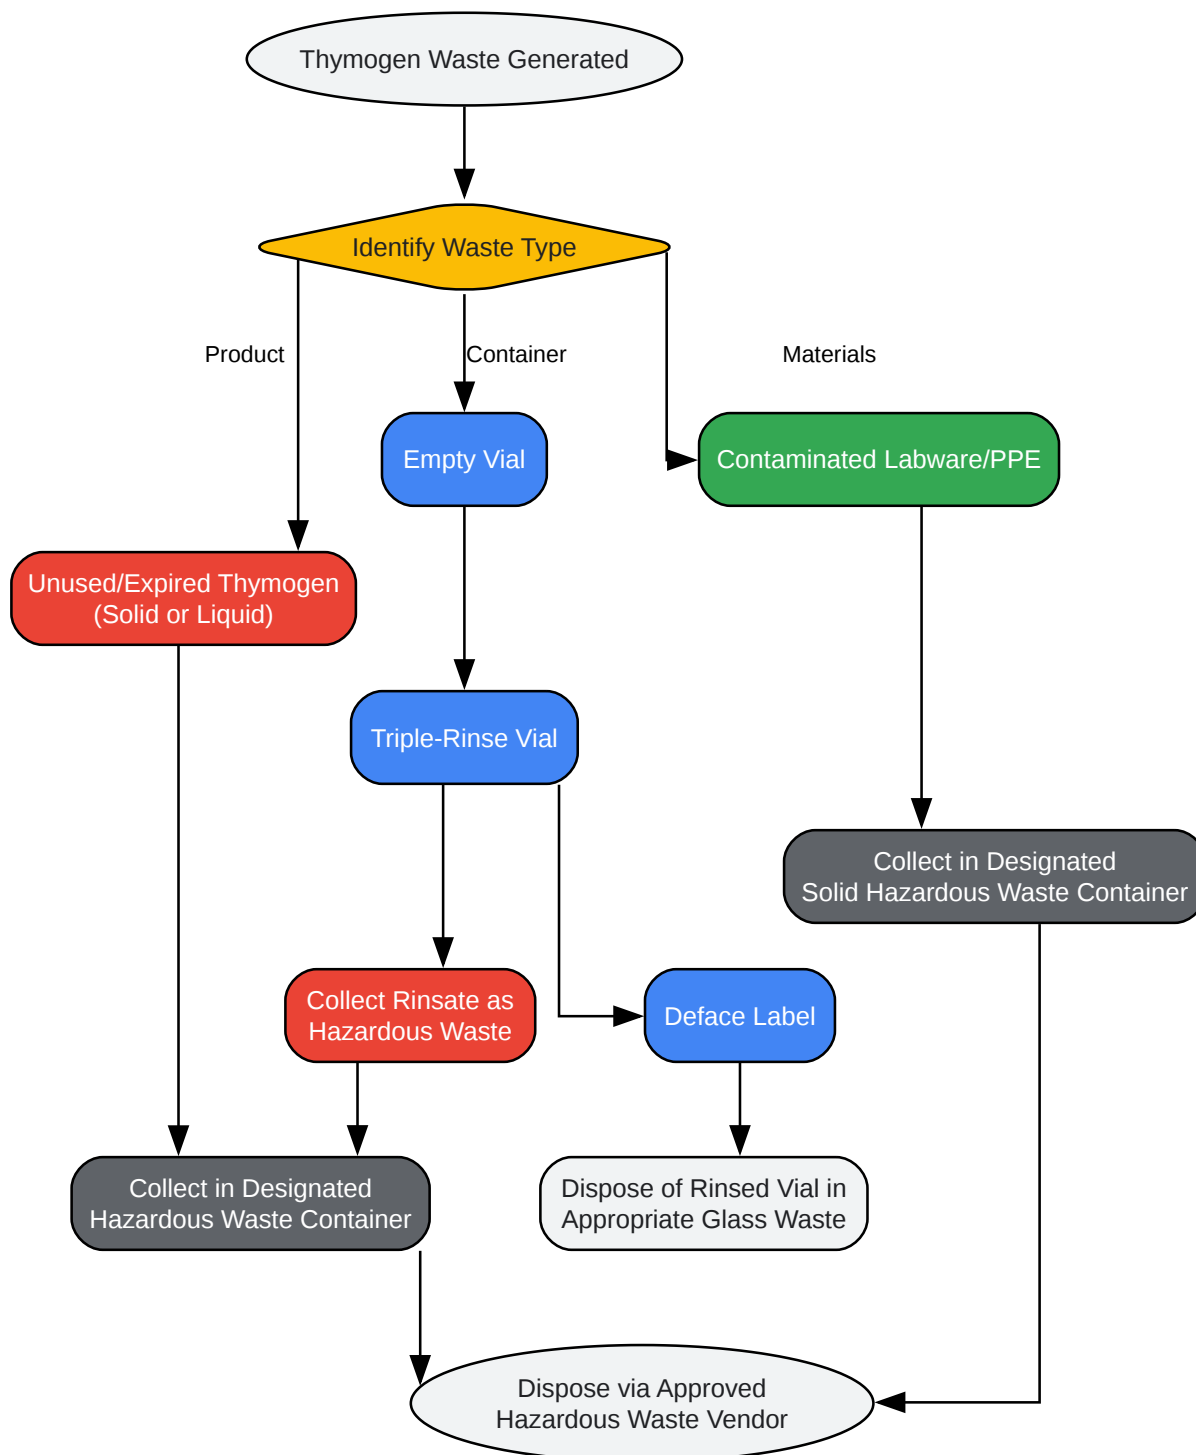 Thymogen Waste Generated
Identify Waste Type
Product
Container
Materials
Empty Vial
Contaminated Labware/PPE
Unused/Expired Thymogen
(Solid or Liquid)
Triple-Rinse Vial
Collect in Designated
Solid Hazardous Waste Container
Collect Rinsate as
Hazardous Waste
Deface Label
Collect in Designated
Hazardous Waste Container
Dispose of Rinsed Vial in
Appropriate Glass Waste
Dispose via Approved
Hazardous Waste Vendor